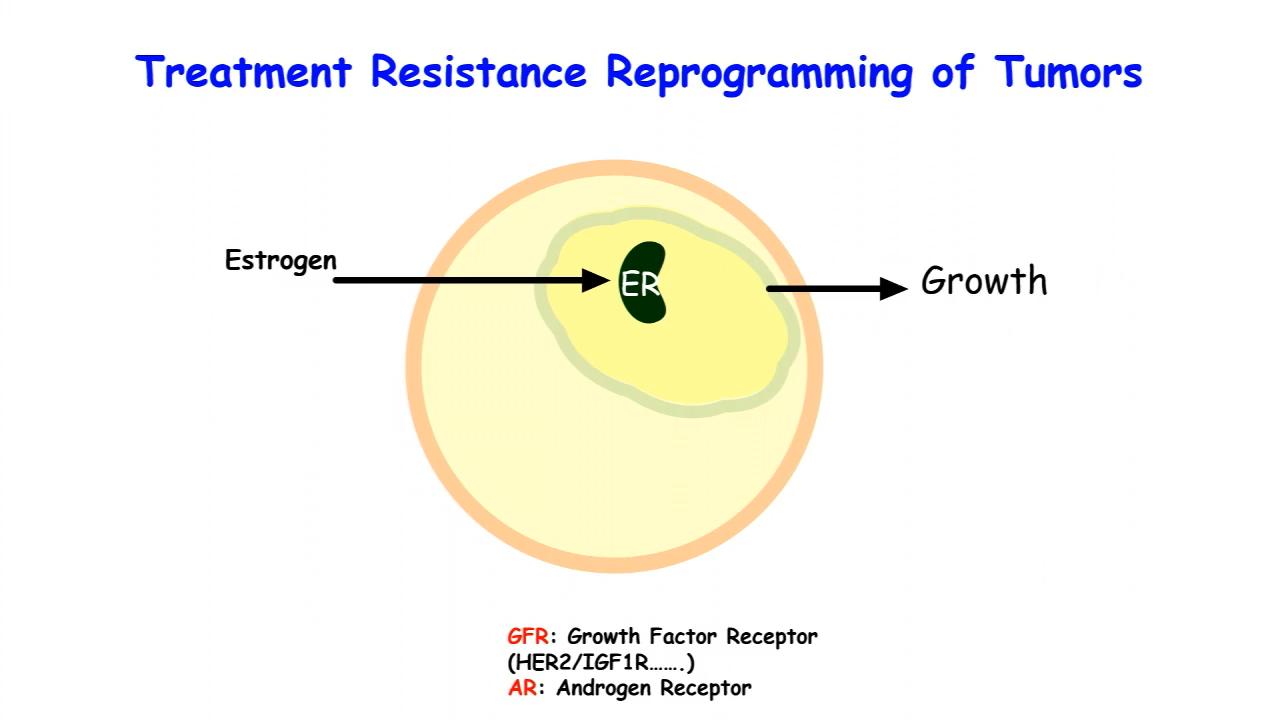 Treatment Resistance Reprogramming of Tumors
Estrogen
ER
Growth
GFR: Growth Factor Receptor
(HER2/IGF1R.......)
AR: Androgen Receptor